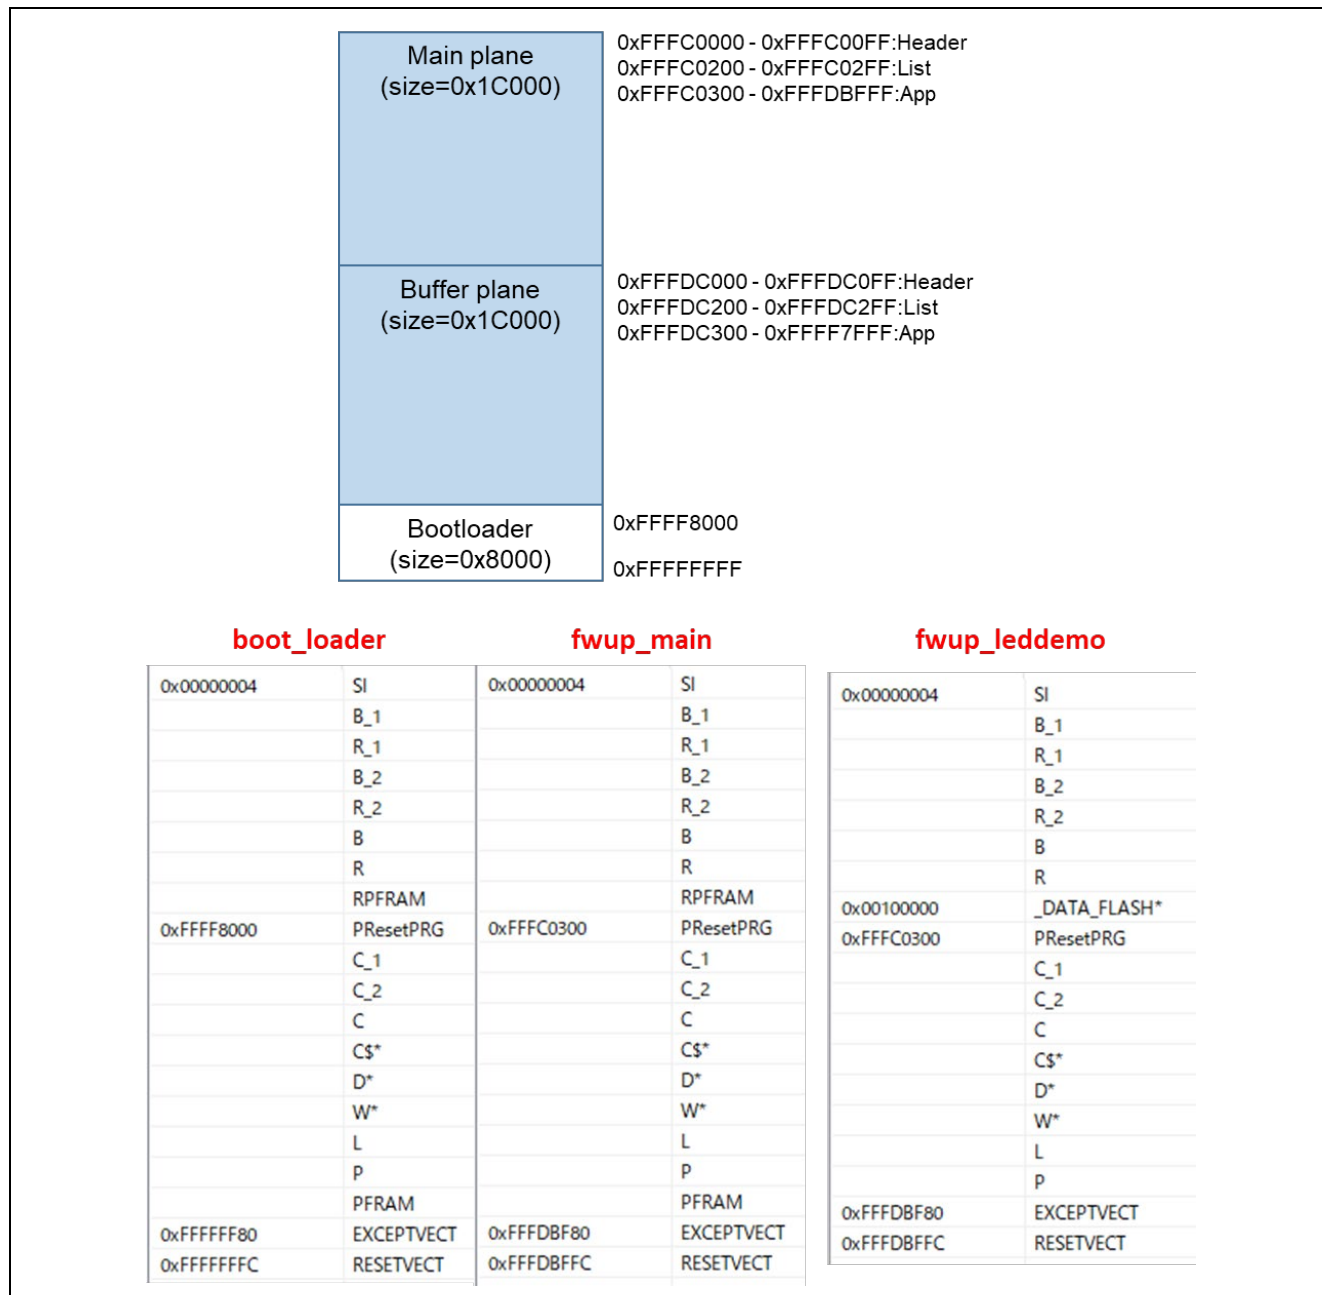 Main plane
(size=0x1C000)
0xFFFC0000 - 0xFFFC00FF:Header
0xFFFC0200 - 0xFFFC02FF:List
0xFFFC0300 - 0xFFFDBFFF:App
Buffer plane
(size=0x1C000)
0xFFFDC000 - 0xFFFDC0FF:Header
0xFFFDC200 - 0xFFFDC2FF:List
0xFFFDC300 - 0xFFFF7FFF:App
Bootloader
(size=0x8000)
0xFFFF8000
0xFFFFFFFF
boot_loader
0x00000004 SI
B_1
R_1
B_2
R_2
B
R
RPFRAM
0xFFFF8000 PResetPRG
C_1
C_2
C
C$*
D*
W*
L
P
PFRAM
0xFFFFFF80 EXCEPTVECT
0xFFFFFFFC RESETVECT
fwup_main
0x00000004 SI
B_1
R_1
B_2
R_2
B
R
RPFRAM
0xFFFC0300 PResetPRG
C_1
C_2
C
C$*
D*
W*
L
P
PFRAM
0xFFFDBF80 EXCEPTVECT
0xFFFDBFFC RESETVECT
fwup_leddemo
0x00000004 SI
B_1
R_1
B_2
R_2
B
R
0x00100000 _DATA_FLASH*
0xFFFC0300 PResetPRG
C_1
C_2
C
C$*
D*
W*
L
P
0xFFFDBF80 EXCEPTVECT
0xFFFDBFFC RESETVECT